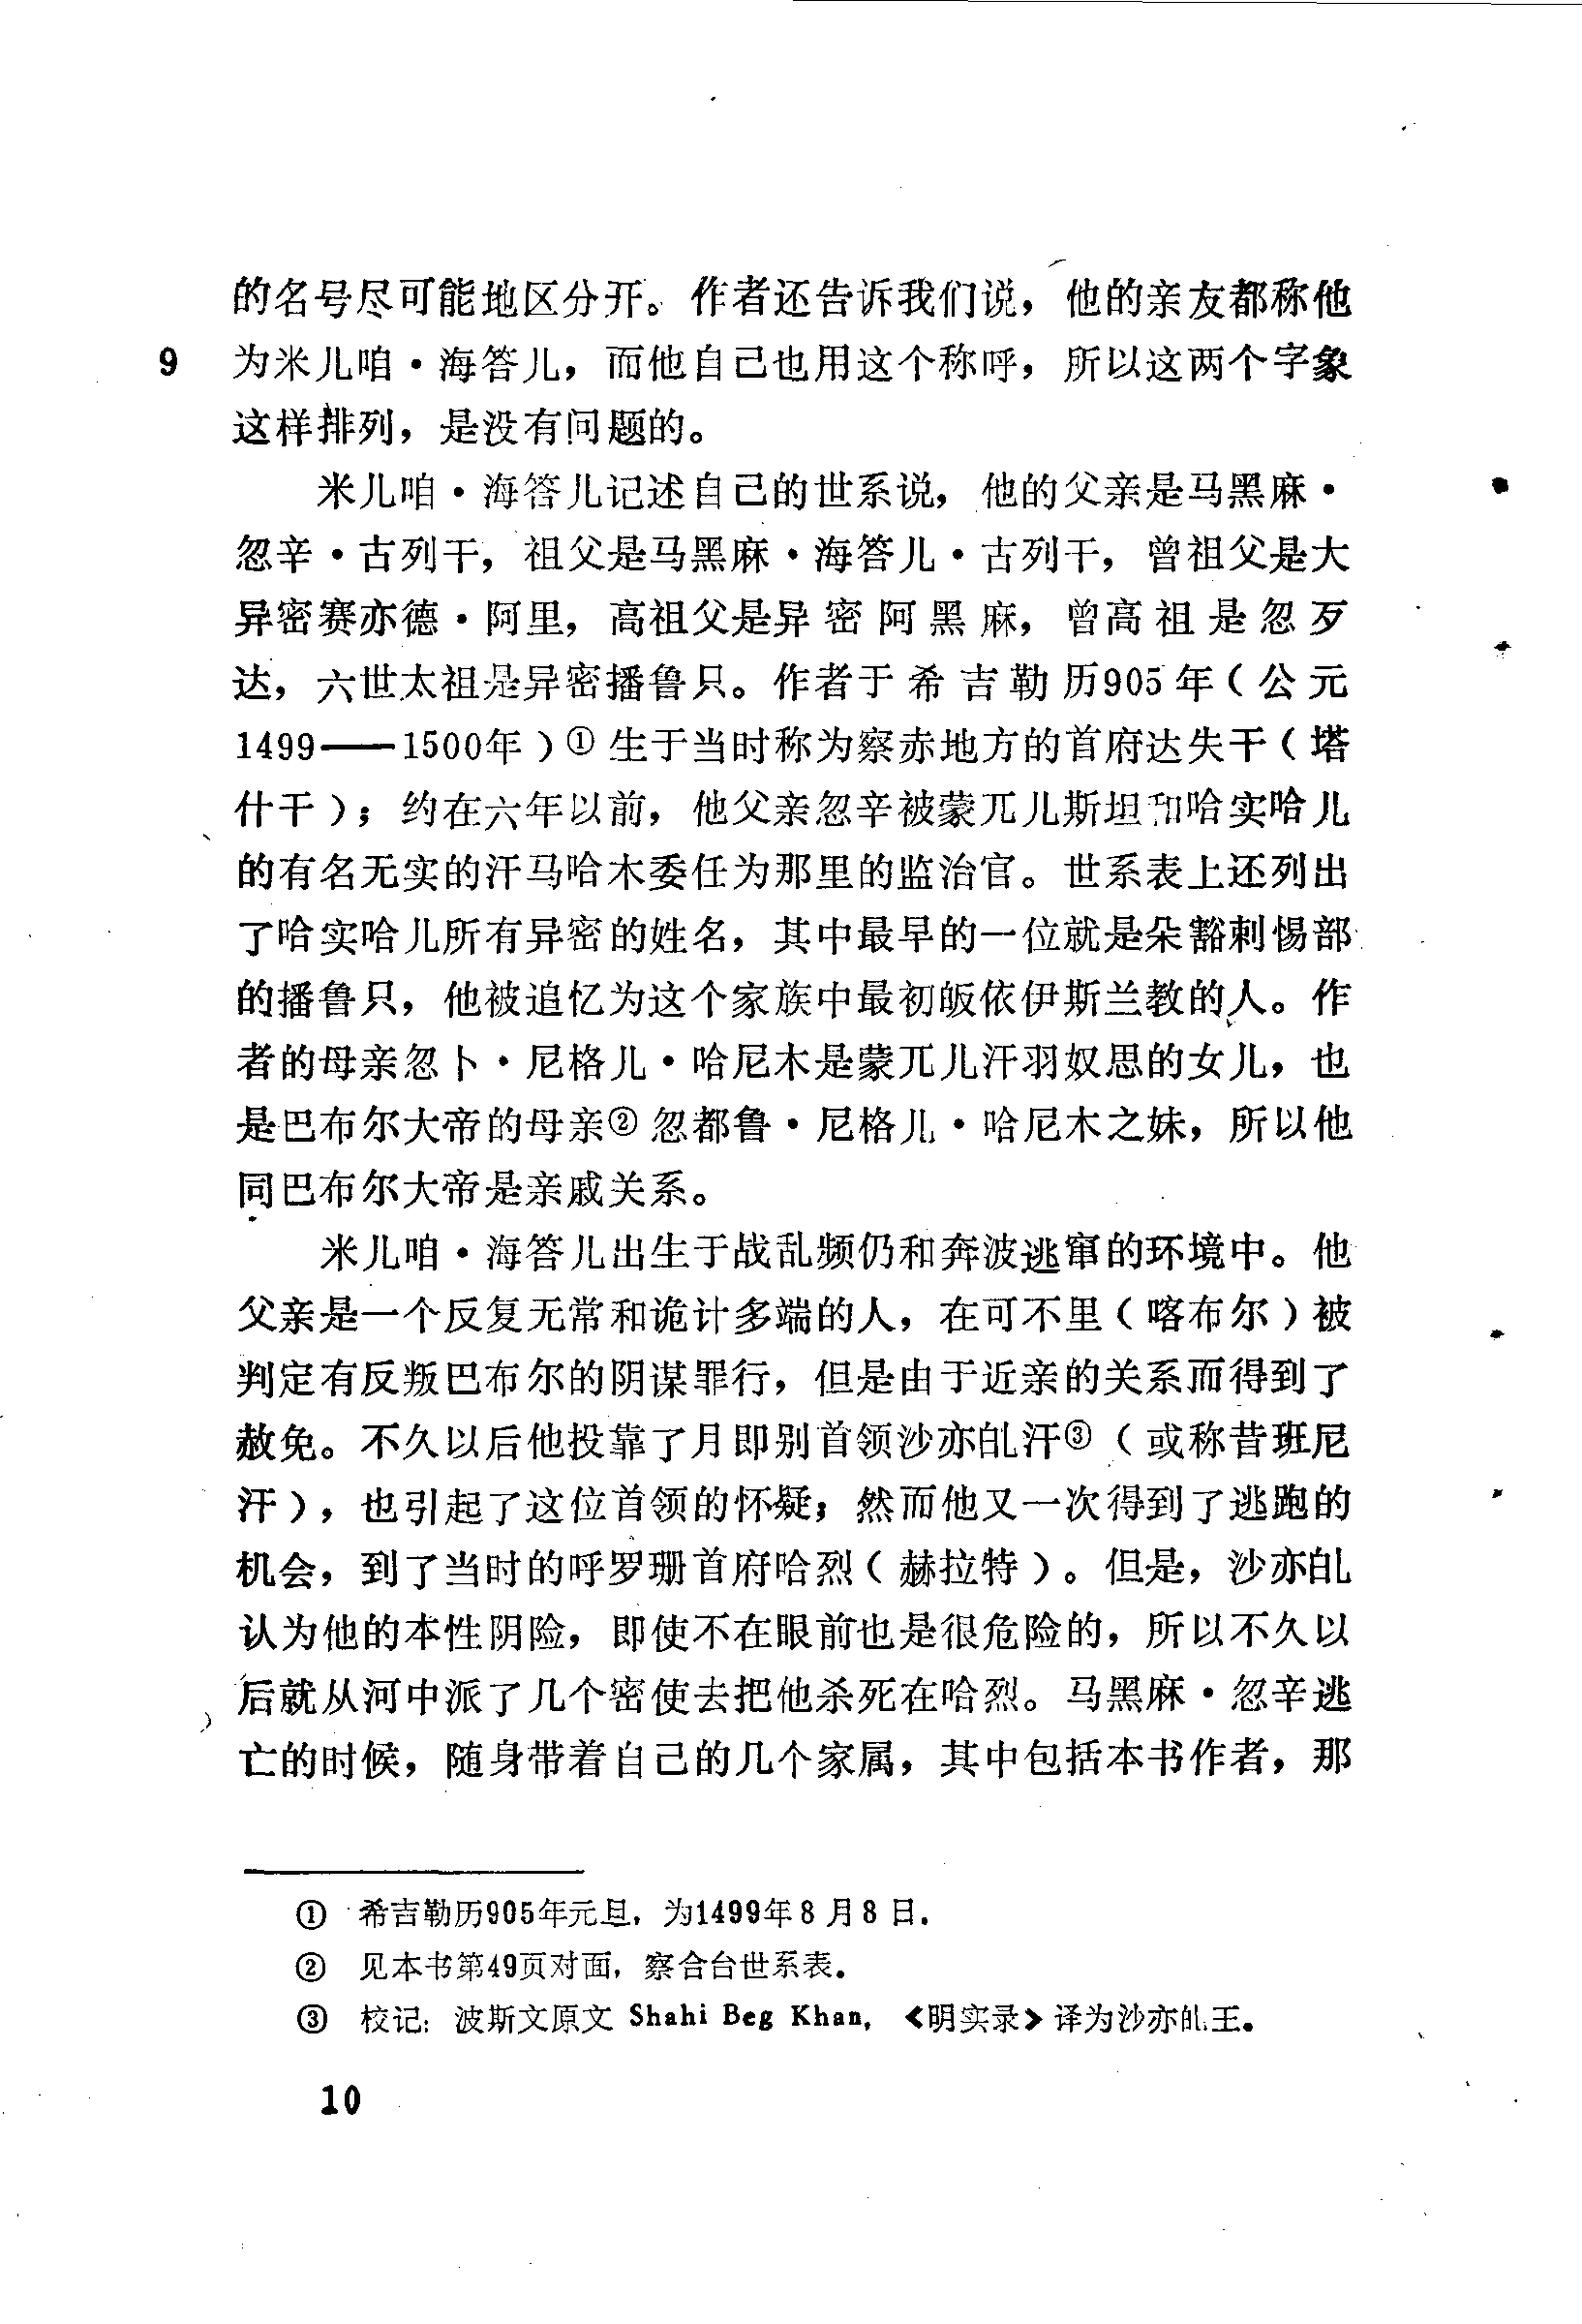 的名号尽可能地区分开。作者还告诉我们说，他的亲友都称他
9 为米儿咱·海答儿，而他自己也用这个称呼，所以这两个字象
这样排列，是没有问题的。
米儿咱·海答儿记述自己的世系说，他的父亲是马黑麻·
忽辛·古列干，祖父是马黑麻·海答儿·古列干，曾祖父是大
异密赛亦德·阿里，高祖父是异密阿黑麻，曾高祖是忽歹
达，六世太祖是异密播鲁只。作者于希吉勒历905年（公元
1499——1500年）①生于当时称为察赤地方的首府达失干（塔
什干）；约在六年以前，他父亲忽辛被蒙兀儿斯坦和哈实哈儿
的有名无实的汗马哈木委任为那里的监治官。世系表上还列出
了哈实哈儿所有异密的姓名，其中最早的一位就是朵豁剌惕部
的播鲁只，他被追忆为这个家族中最初皈依伊斯兰教的人。作
者的母亲忽卜·尼格儿·哈尼木是蒙兀儿汗羽奴思的女儿，也
是巴布尔大帝的母亲②忽都鲁·尼格儿·哈尼木之妹，所以他
同巴布尔大帝是亲戚关系。
米儿咱·海答儿出生于战乱频仍和奔波逃窜的环境中。他
父亲是一个反复无常和诡计多端的人，在可不里（喀布尔）被
判定有反叛巴布尔的阴谋罪行，但是由于近亲的关系而得到了
赦免。不久以后他投靠了月即别首领沙亦癿汗③（或称昔班尼
汗），也引起了这位首领的怀疑；然而他又一次得到了逃跑的
机会，到了当时的呼罗珊首府哈烈（赫拉特）。但是，沙亦癿
认为他的本性阴险，即使不在眼前也是很危险的，所以不久以
后就从河中派了几个密使去把他杀死在哈烈。马黑麻·忽辛逃
亡的时候，随身带着自己的几个家属，其中包括本书作者，那
① 希吉勒历905年元旦，为1499年8月8日。
② 见本书第49页对面，察合台世系表。
③ 校记：波斯文原文 Shahi Beg Khan，《明实录》译为沙亦癿王。
10